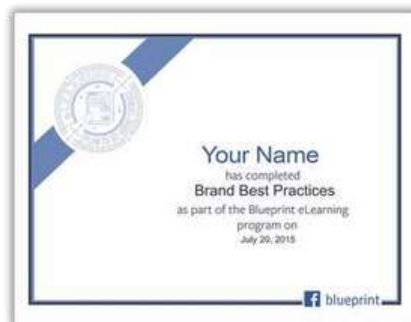 Your Name
has completed
Brand Best Practices
as part of the Blueprint eLearning
program on
July 20, 2015
f blueprint